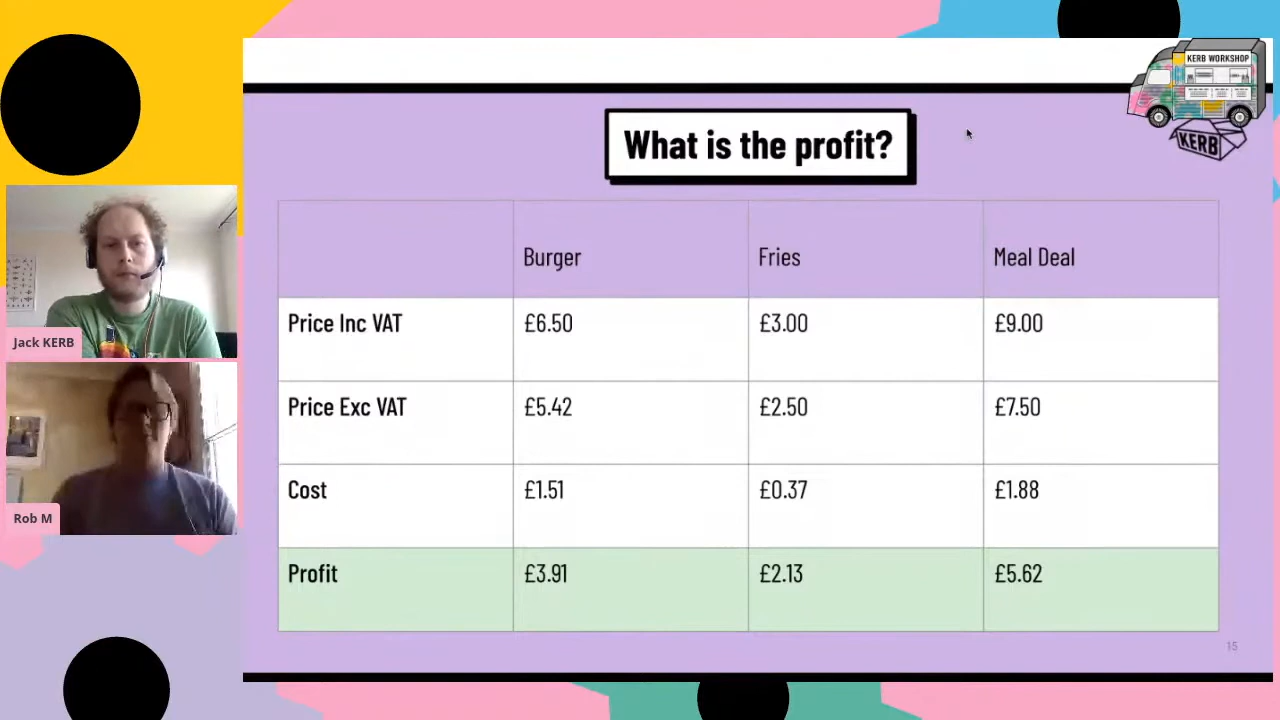 KERB WORKSHOP
KERB
What is the profit?
Burger Fries Meal Deal
Price Inc VAT £6.50 £3.00 £9.00
Price Exc VAT £5.42 £2.50 £7.50
Cost £1.51 £0.37 £1.88
Profit £3.91 £2.13 £5.62
15
Jack KERB
Rob M